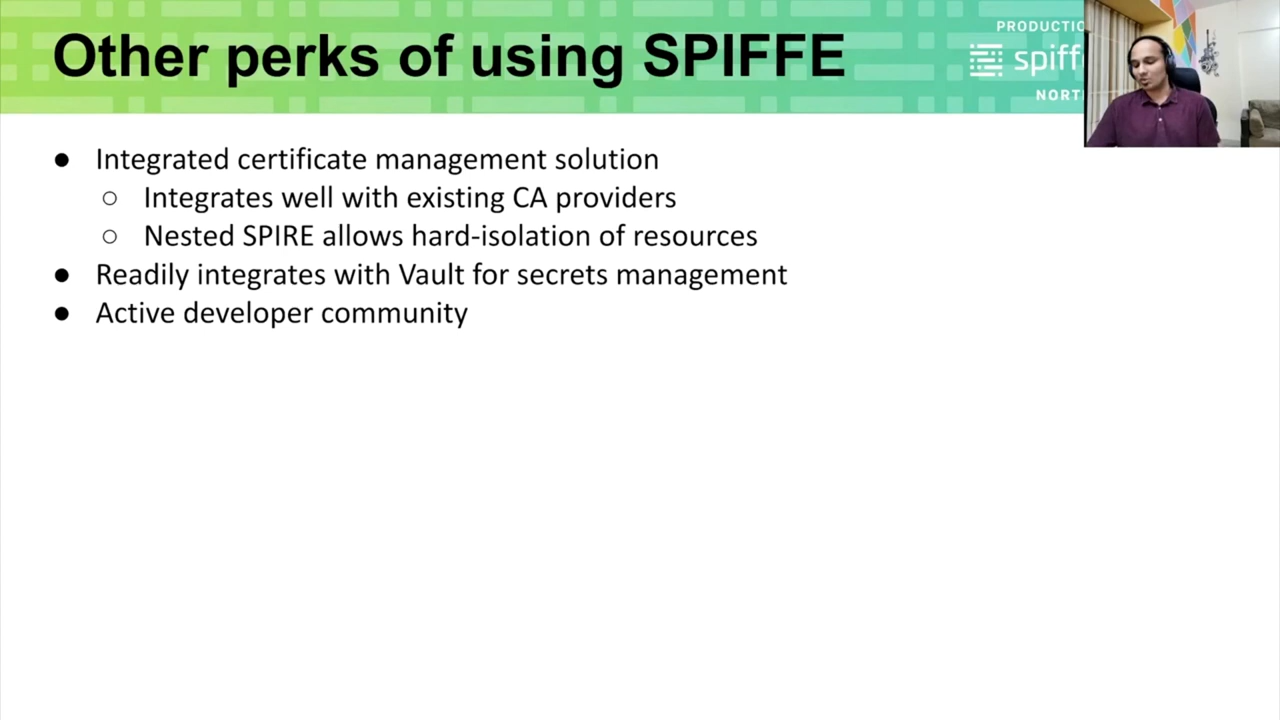 Other perks of using SPIFFE
● Integrated certificate management solution
○ Integrates well with existing CA providers
○ Nested SPIRE allows hard-isolation of resources
● Readily integrates with Vault for secrets management
● Active developer community